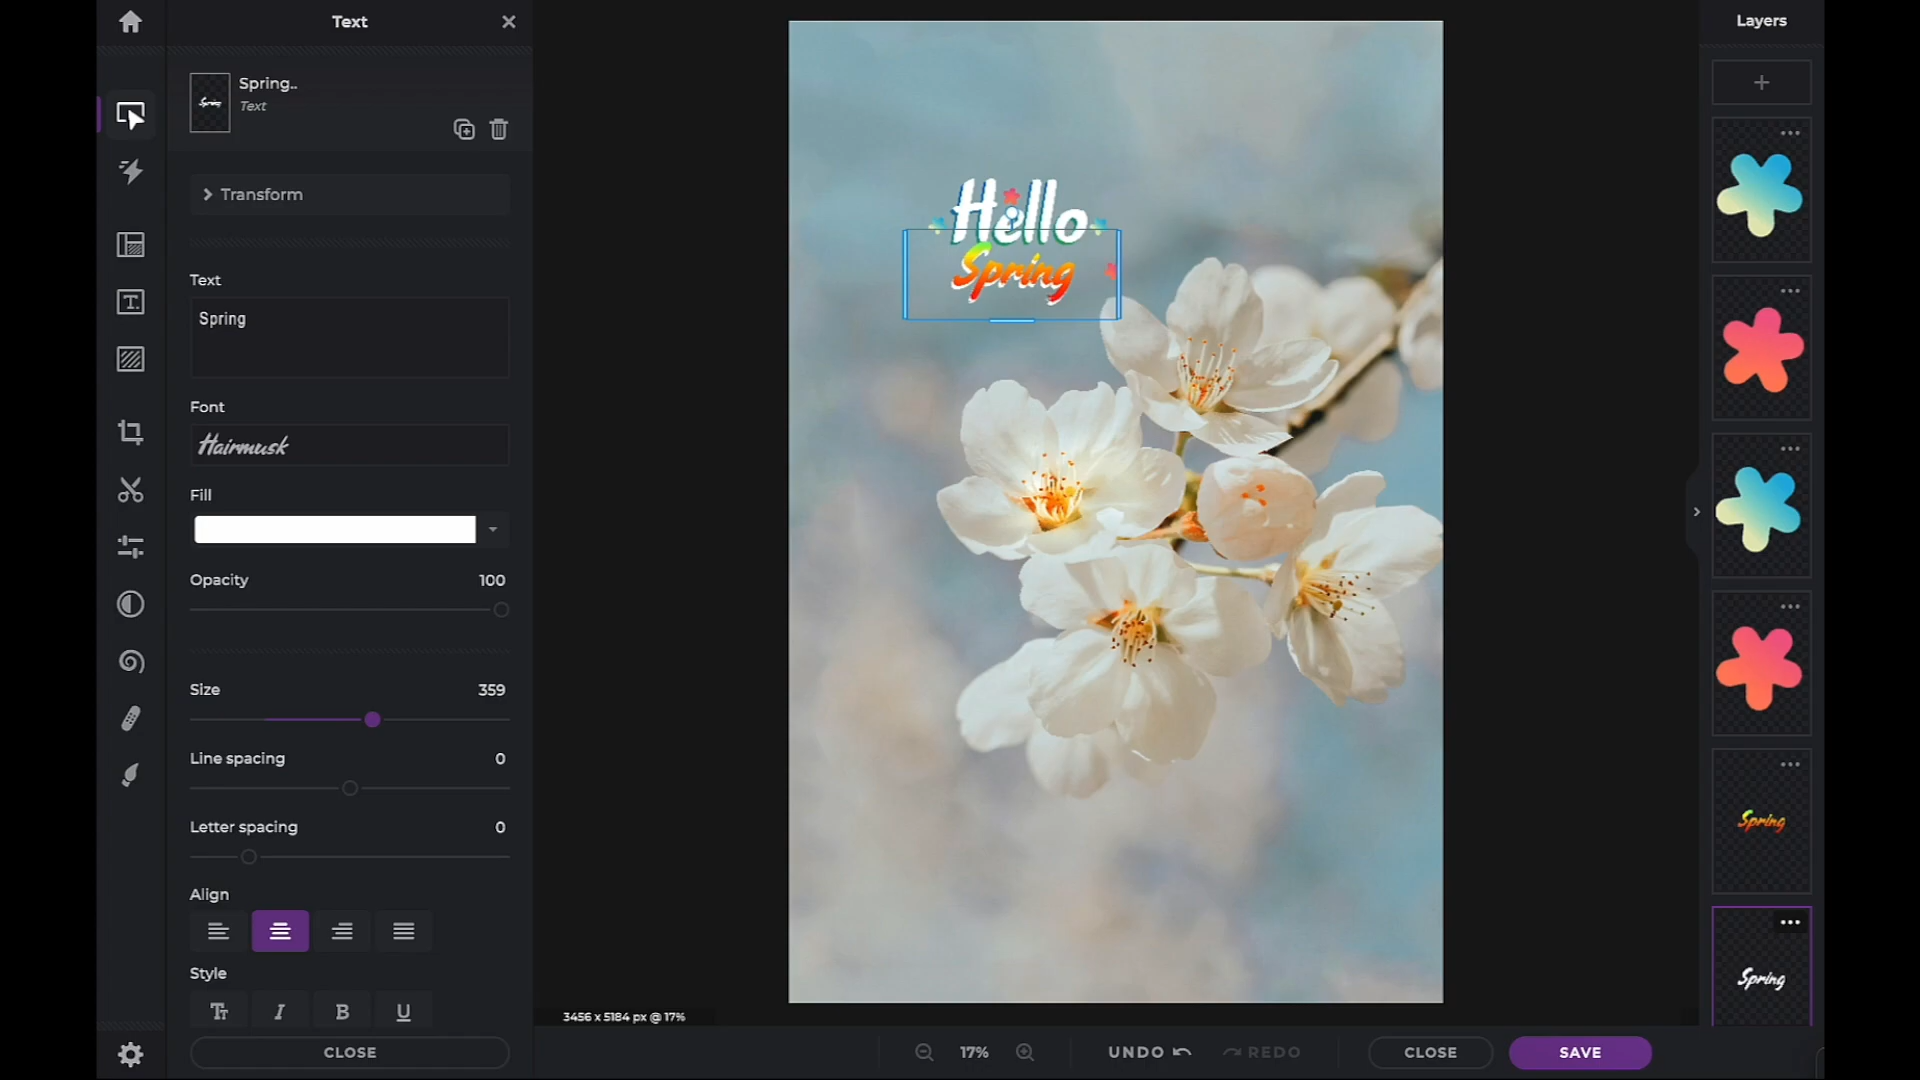 Text
Layers
Spring..
Text
Spring
Transform
Text
Spring
Font
Hairmusk
Fill
Opacity 100
Size 359
Line spacing 0
Letter spacing 0
Align
Style
CLOSE
Hello
Spring
3456 x 5184 px @ 17%
17%
UNDO
REDO
CLOSE
SAVE
Spring
Spring